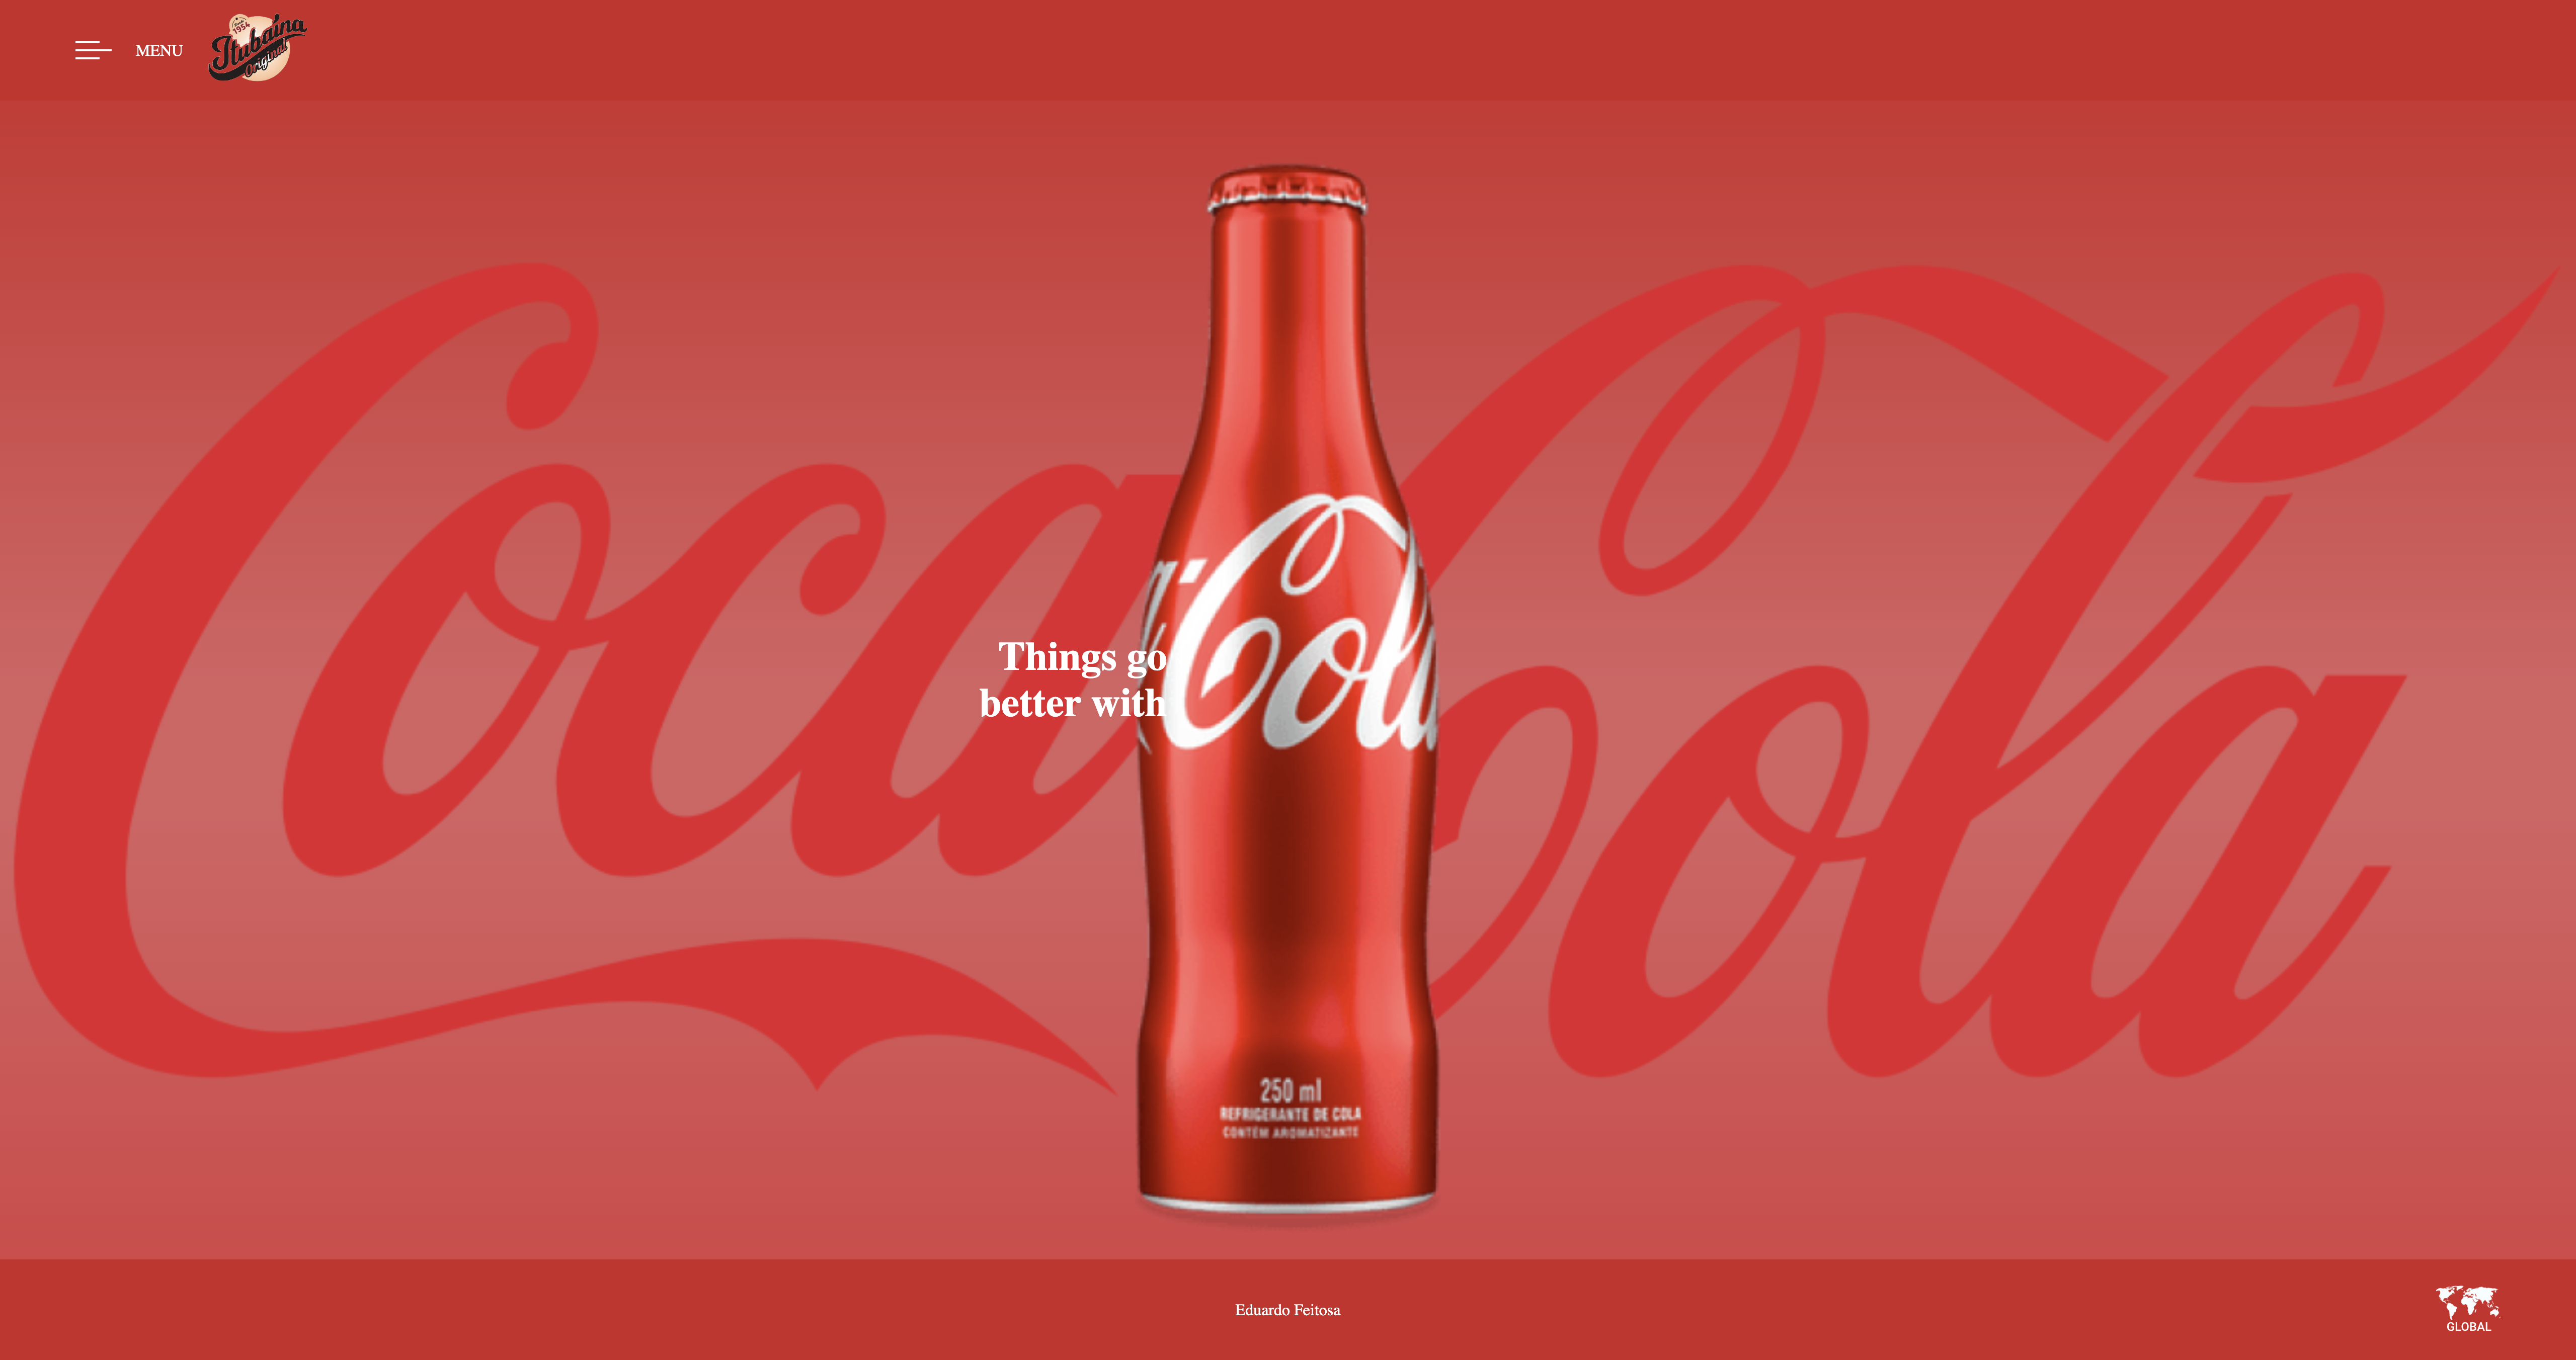 MENU
Desde 1954
Itubaína
Original
Coca Cola
Things go
better with
a-Cola
250 ml
REFRIGERANTE DE COLA
CONTÉM AROMATIZANTE
Eduardo Feitosa
GLOBAL